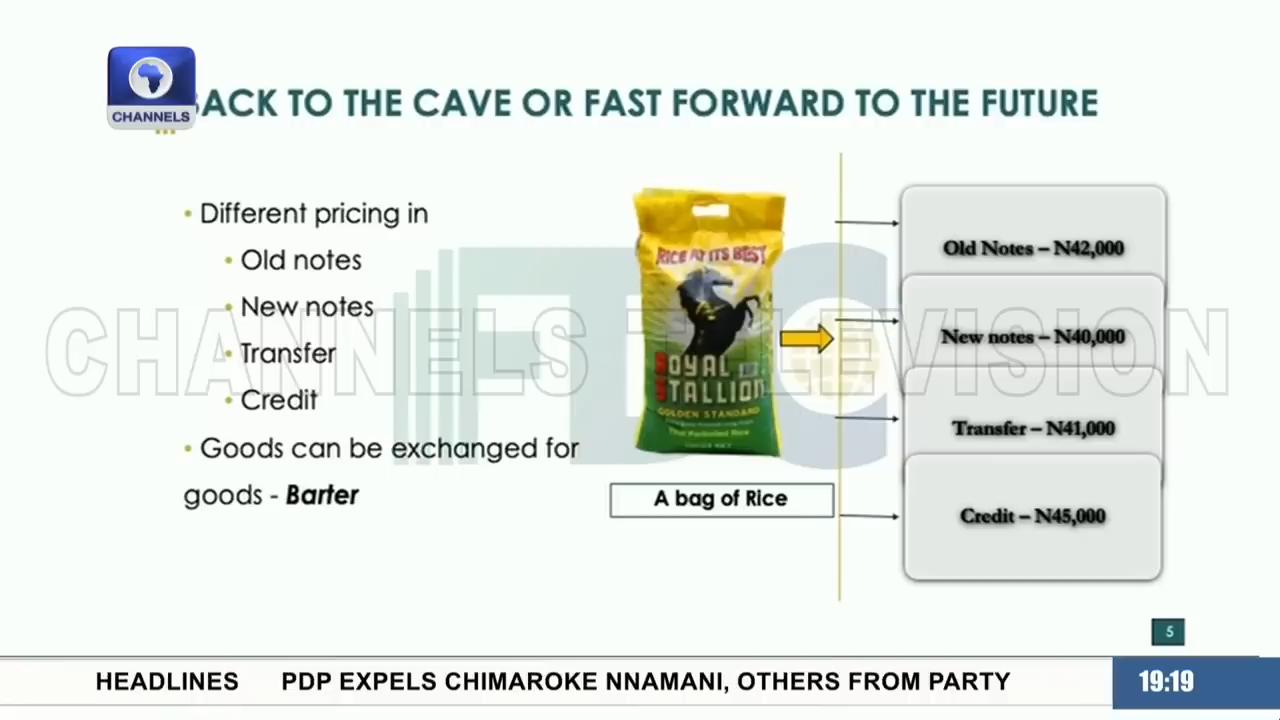 CHANNELS
BACK TO THE CAVE OR FAST FORWARD TO THE FUTURE
• Different pricing in
• Old notes
• New notes
• Transfer
• Credit
• Goods can be exchanged for
goods - Barter
RICE AT ITS BEST
ROYAL
STALLION
GOLDEN STANDARD
Thai Parboiled Rice
A bag of Rice
Old Notes – N42,000
New notes – N40,000
Transfer – N41,000
Credit – N45,000
CHANNELS TELEVISION
5
HEADLINES PDP EXPELS CHIMAROKE NNAMANI, OTHERS FROM PARTY
19:19